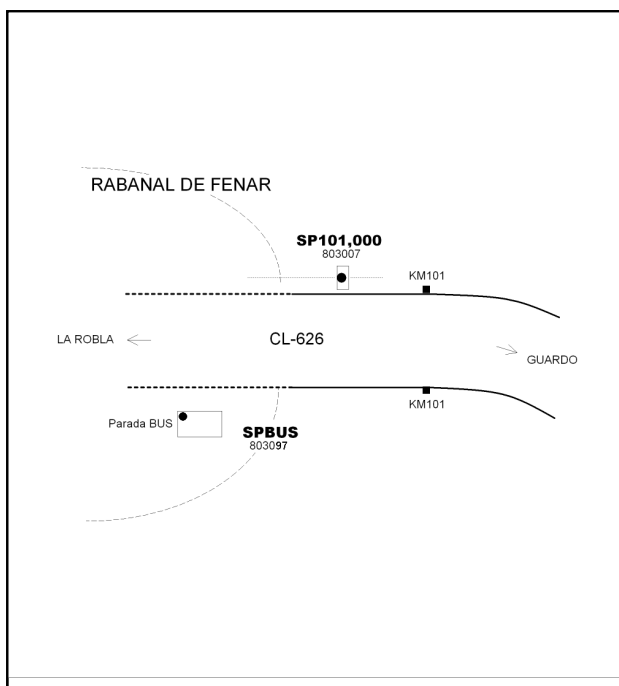 RABANAL DE FENAR
SP101,000
803007
KM101
LA ROBLA
CL-626
GUARDO
KM101
Parada BUS
SPBUS
803097